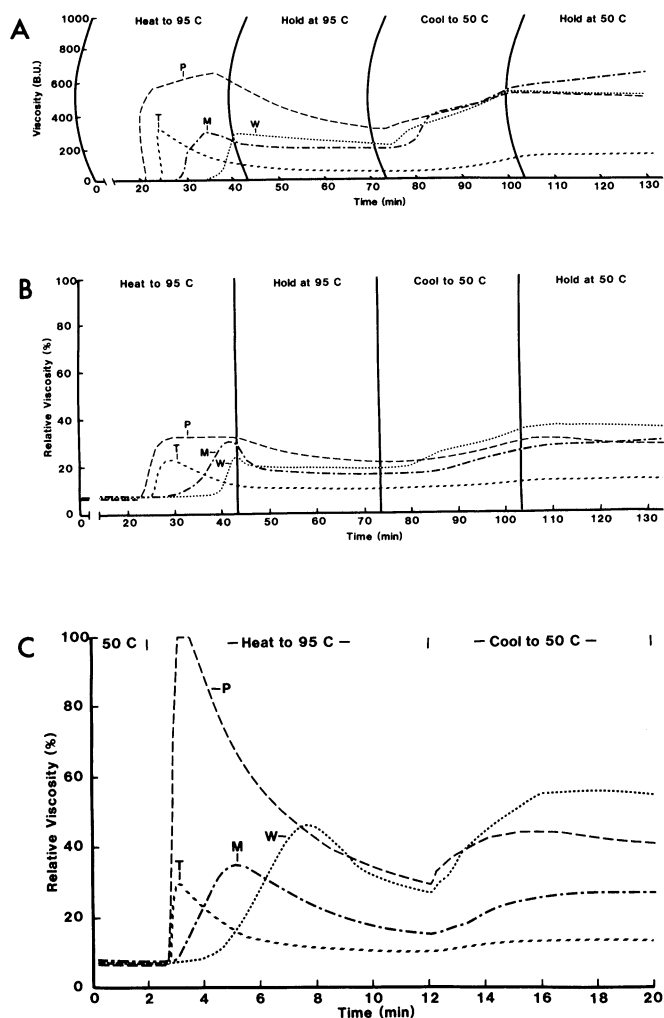 A
Heat to 95 C Hold at 95 C Cool to 50 C Hold at 50 C
Viscosity (B.U.)
1000
800
600
400
200
0
P
T
M
W
0 20 30 40 50 60 70 80 90 100 110 120 130
Time (min)
B
Heat to 95 C Hold at 95 C Cool to 50 C Hold at 50 C
Relative Viscosity (%)
100
80
60
40
20
0
P
T
M
W
0 20 30 40 50 60 70 80 90 100 110 120 130
Time (min)
C
50 C Heat to 95 C Cool to 50 C
Relative Viscosity (%)
100
80
60
40
20
0
P
W
M
T
0 2 4 6 8 10 12 14 16 18 20
Time (min)